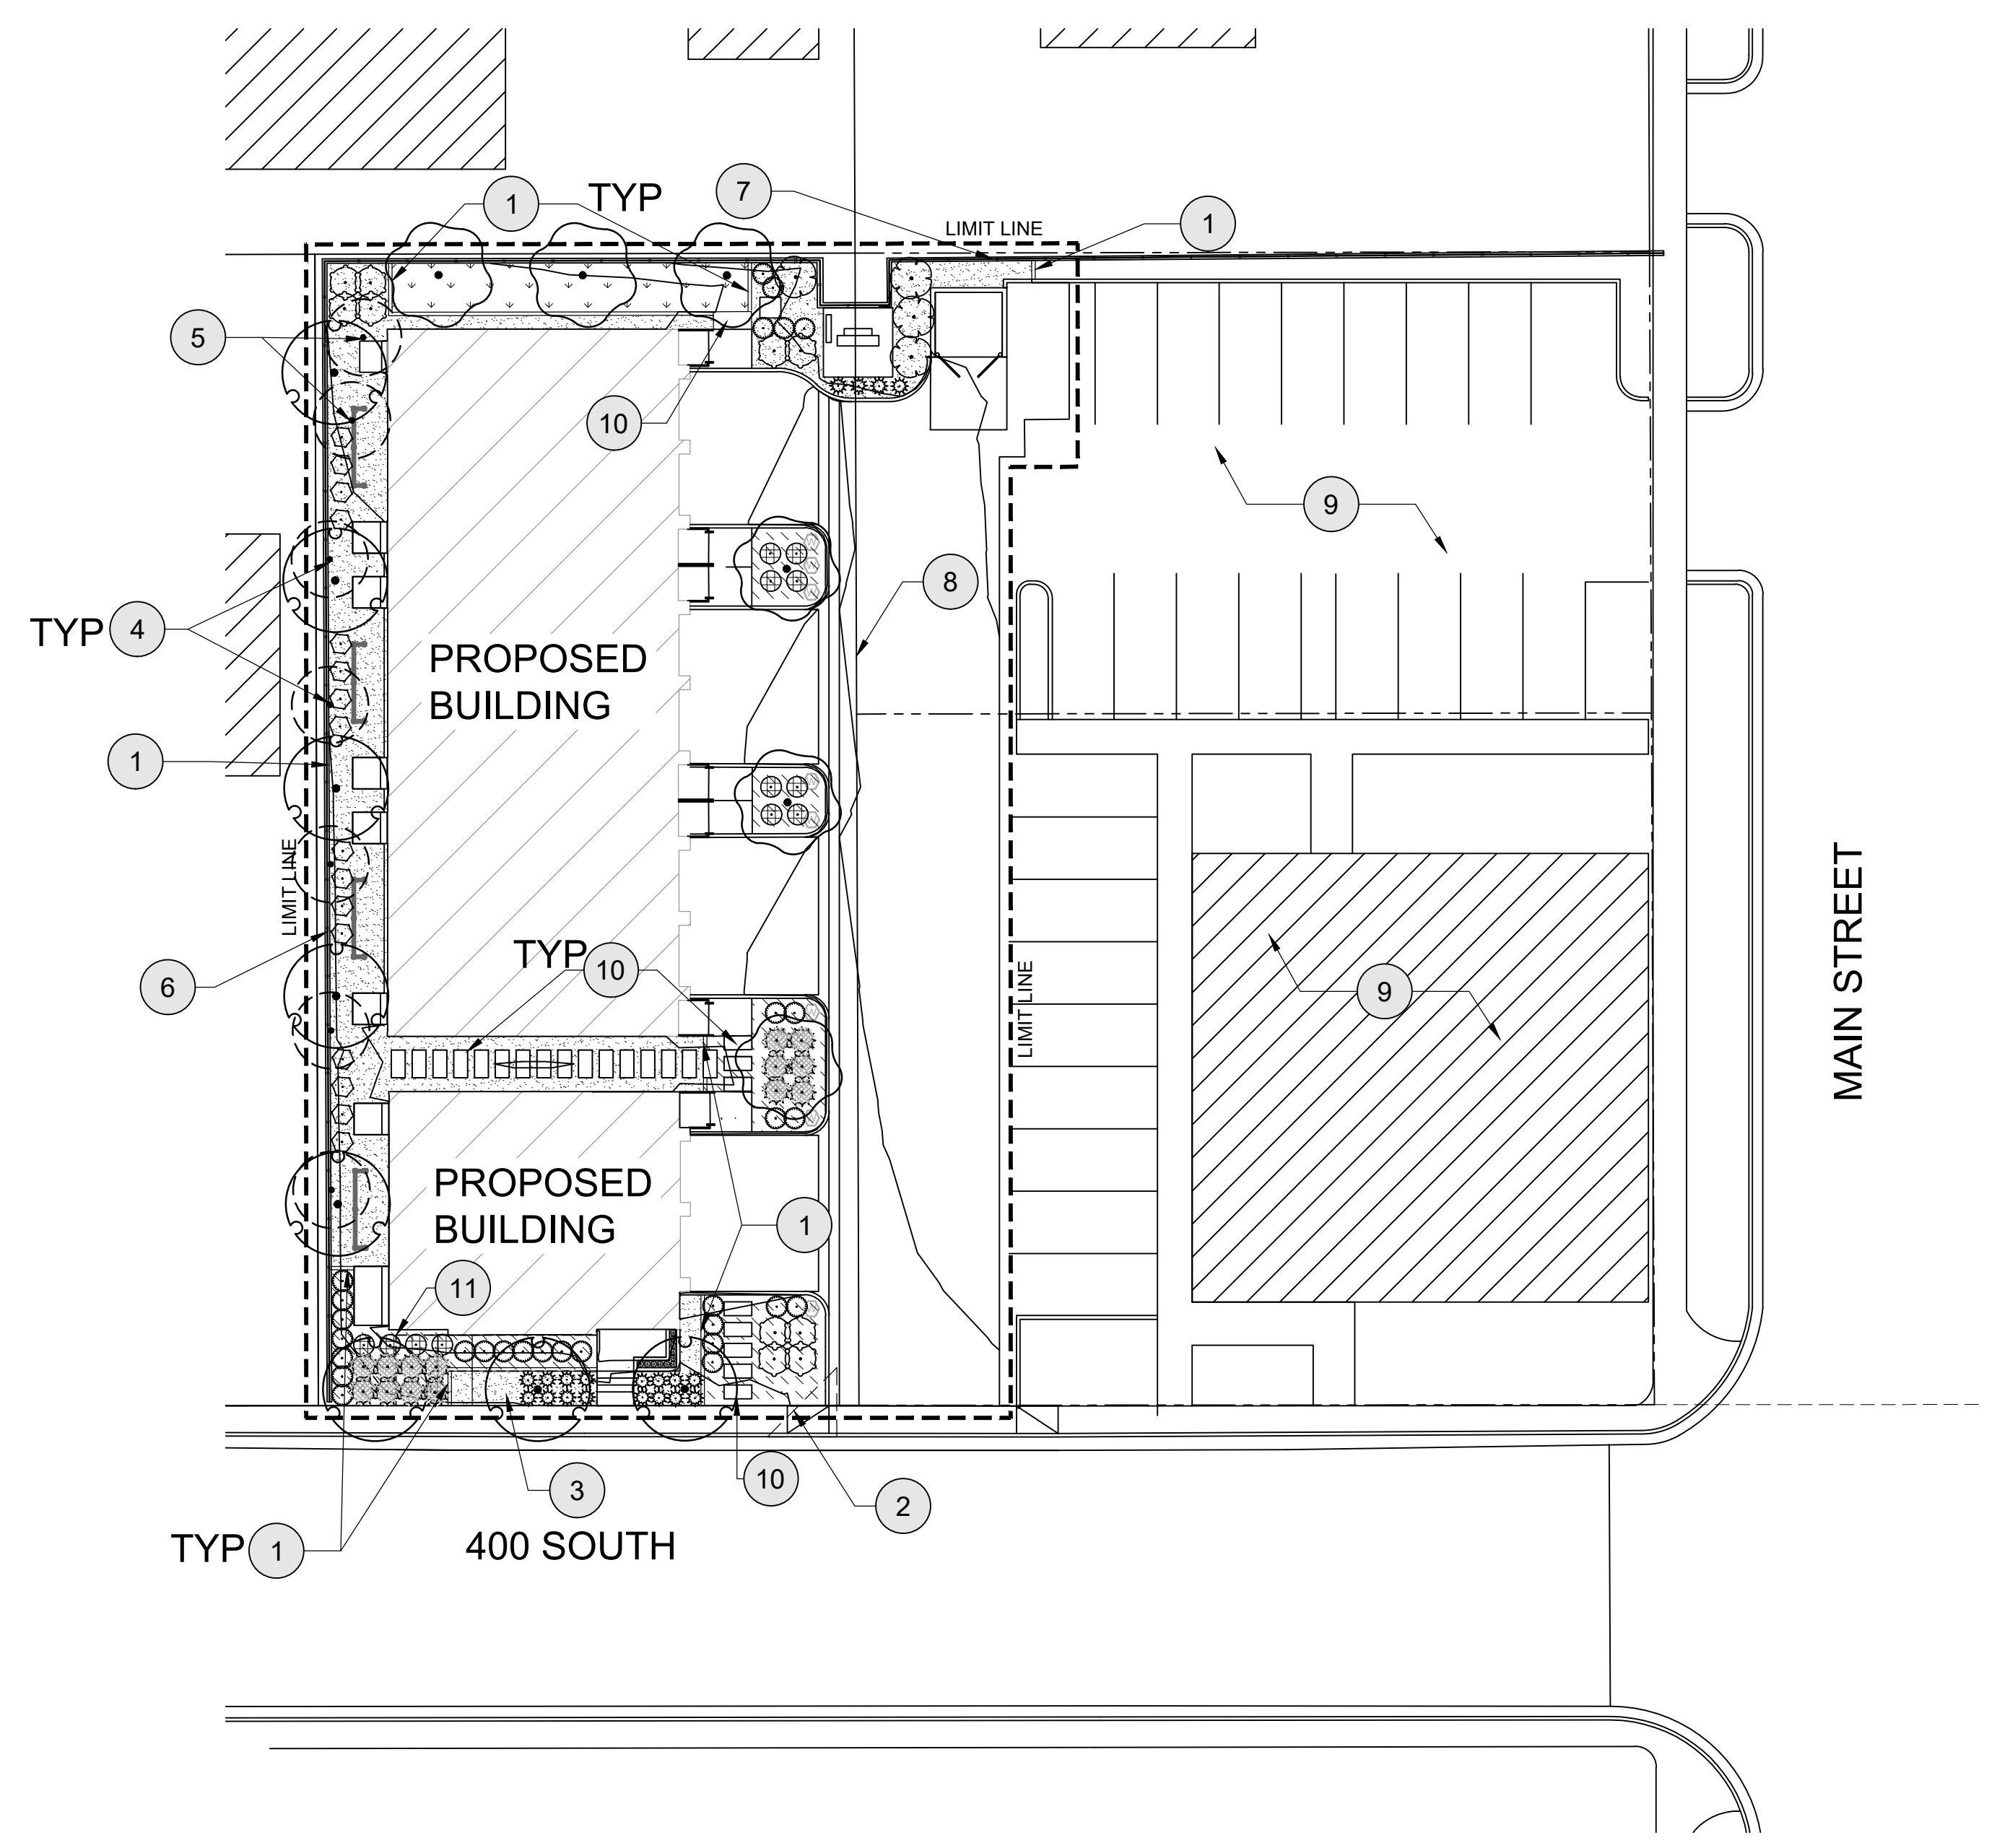 7
1 TYP
1
LIMIT LINE
5
10
9
8
TYP 4
PROPOSED
BUILDING
1
LIMIT LINE
MAIN STREET
TYP 10
6
9
LIMIT LINE
PROPOSED
BUILDING
1
11
10
3
2
400 SOUTH
TYP 1